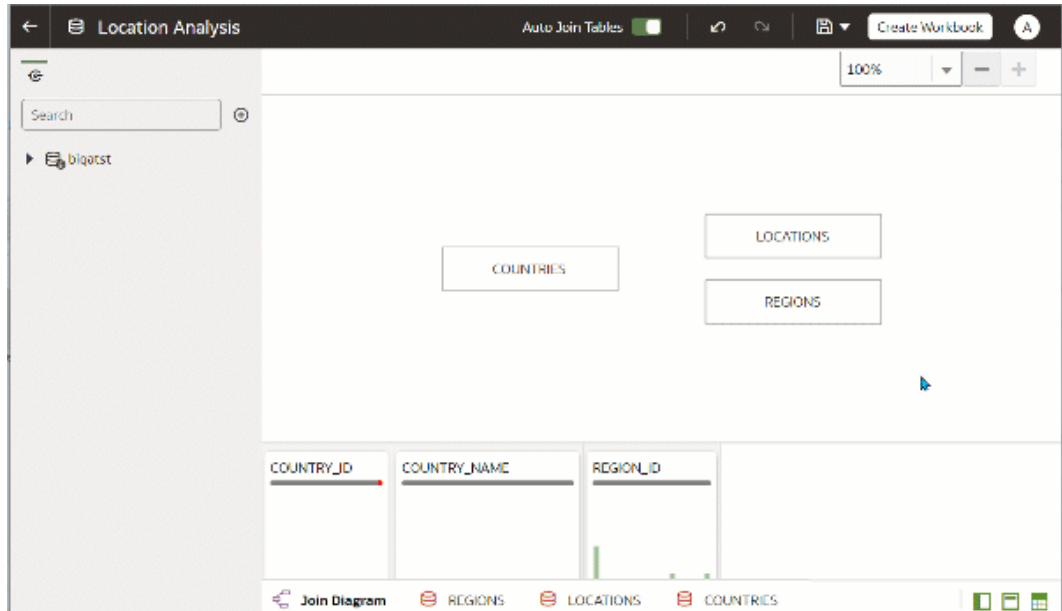 Location Analysis
Auto Join Tables
Create Workbook
A
100%
Search
biqatst
LOCATIONS
COUNTRIES
REGIONS
COUNTRY_ID
COUNTRY_NAME
REGION_ID
Join Diagram
REGIONS
LOCATIONS
COUNTRIES